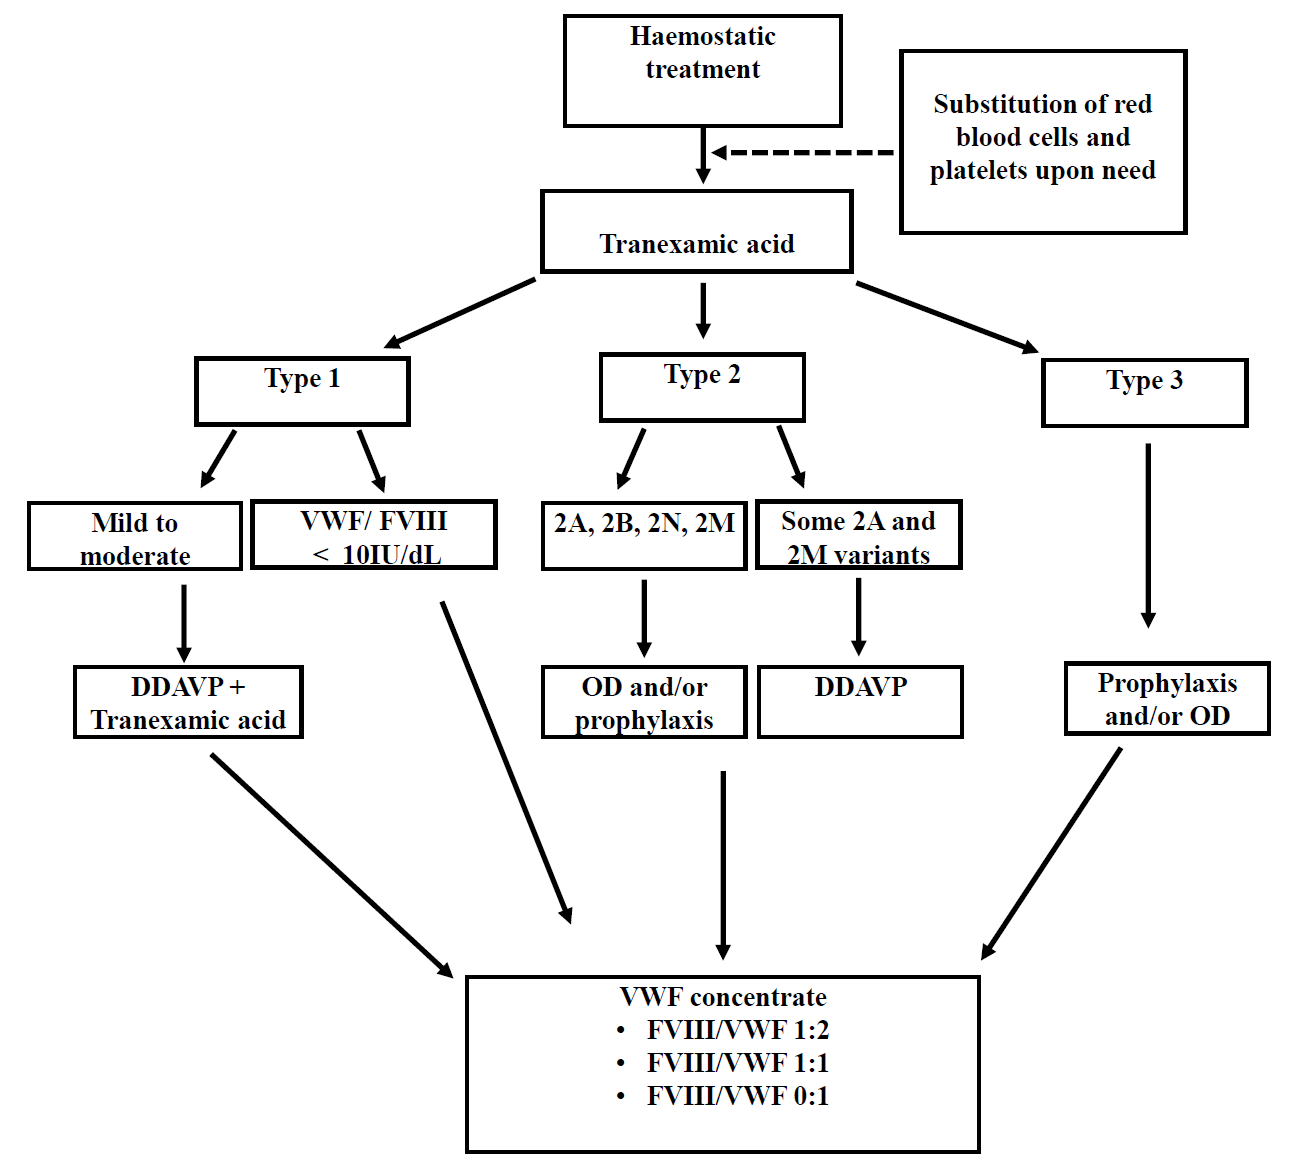 Haemostatic
treatment
Substitution of red
blood cells and
platelets upon need
Tranexamic acid
Type 1
Type 2
Type 3
Mild to
moderate
VWF/ FVIII
< 10IU/dL
2A, 2B, 2N, 2M
Some 2A and
2M variants
DDAVP +
Tranexamic acid
OD and/or
prophylaxis
DDAVP
Prophylaxis
and/or OD
VWF concentrate
• FVIII/VWF 1:2
• FVIII/VWF 1:1
• FVIII/VWF 0:1